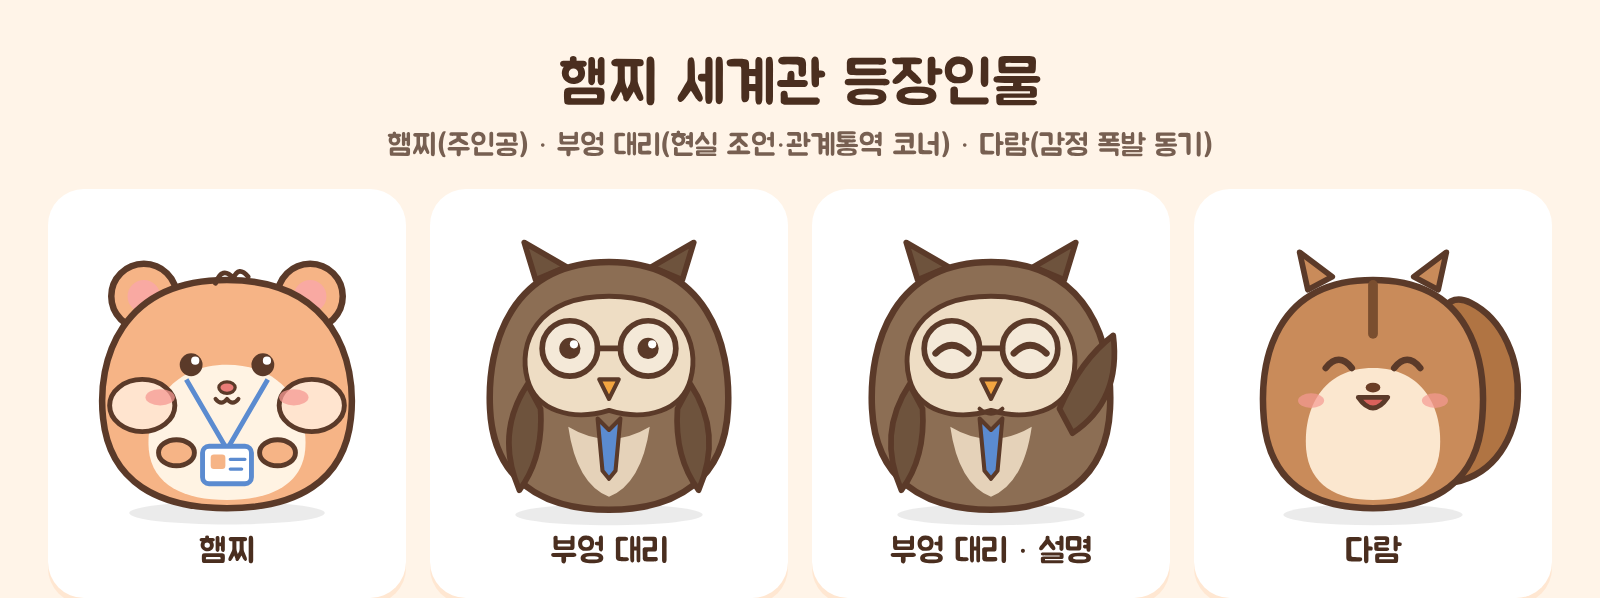 햄찌 세계관 등장인물
햄찌(주인공) · 부엉 대리(현실 조언·관계통역 코너) · 다람(감정 폭발 동기)
햄찌
부엉 대리
부엉 대리 · 설명
다람